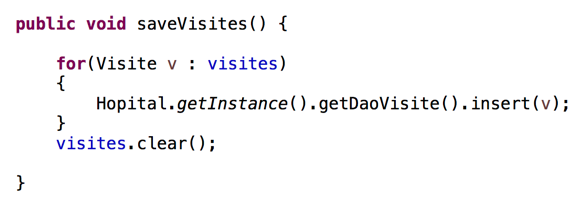 public void saveVisites() {
for(Visite v : visites)
{
Hopital.getInstance().getDaoVisite().insert(v);
}
visites.clear();
}